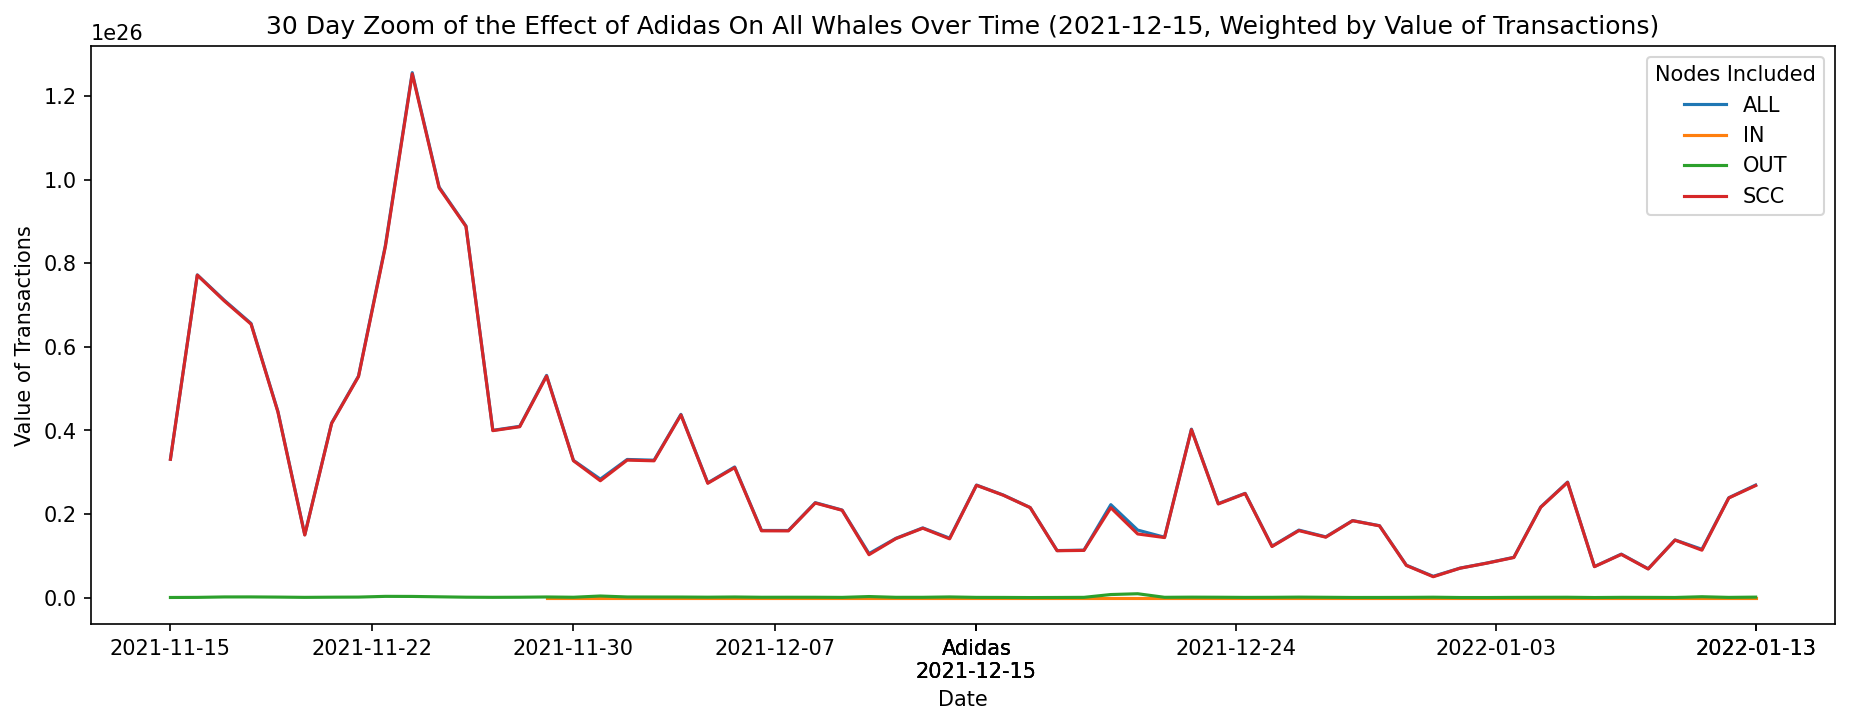 30 Day Zoom of the Effect of Adidas On All Whales Over Time (2021-12-15, Weighted by Value of Transactions)
1e26
Nodes Included
ALL
IN
OUT
SCC
1.2
1.0
0.8
0.6
0.4
0.2
0.0
Value of Transactions
2021-11-15
2021-11-22
2021-11-30
2021-12-07
Adidas
2021-12-15
2021-12-24
2022-01-03
2022-01-13
Date